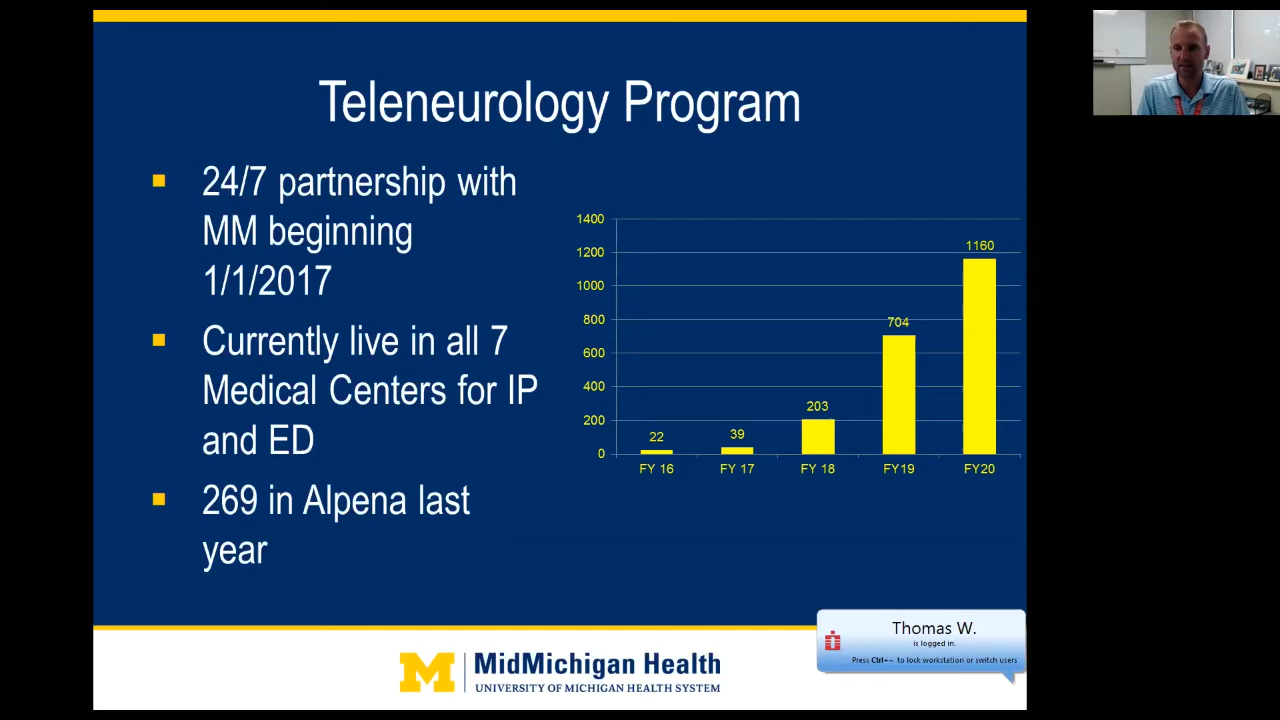 Teleneurology Program
24/7 partnership with
MM beginning
1/1/2017
Currently live in all 7
Medical Centers for IP
and ED
269 in Alpena last
year
1400
1200
1000
800
600
400
200
0
22
39
203
704
1160
FY 16
FY 17
FY 18
FY19
FY20
Thomas W.
is logged in.
Press Ctrl+~ to lock workstation or switch users
M
MidMichigan Health
UNIVERSITY OF MICHIGAN HEALTH SYSTEM